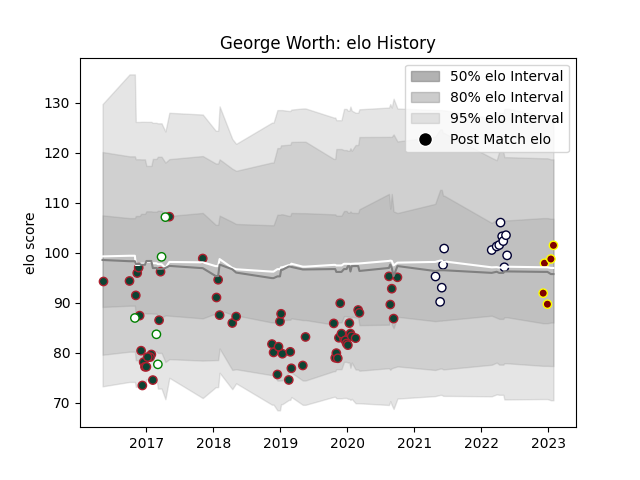 George Worth: elo History
50% elo Interval
80% elo Interval
95% elo Interval
Post Match elo
elo score
130
120
110
100
90
80
70
2017 2018 2019 2020 2021 2022 2023